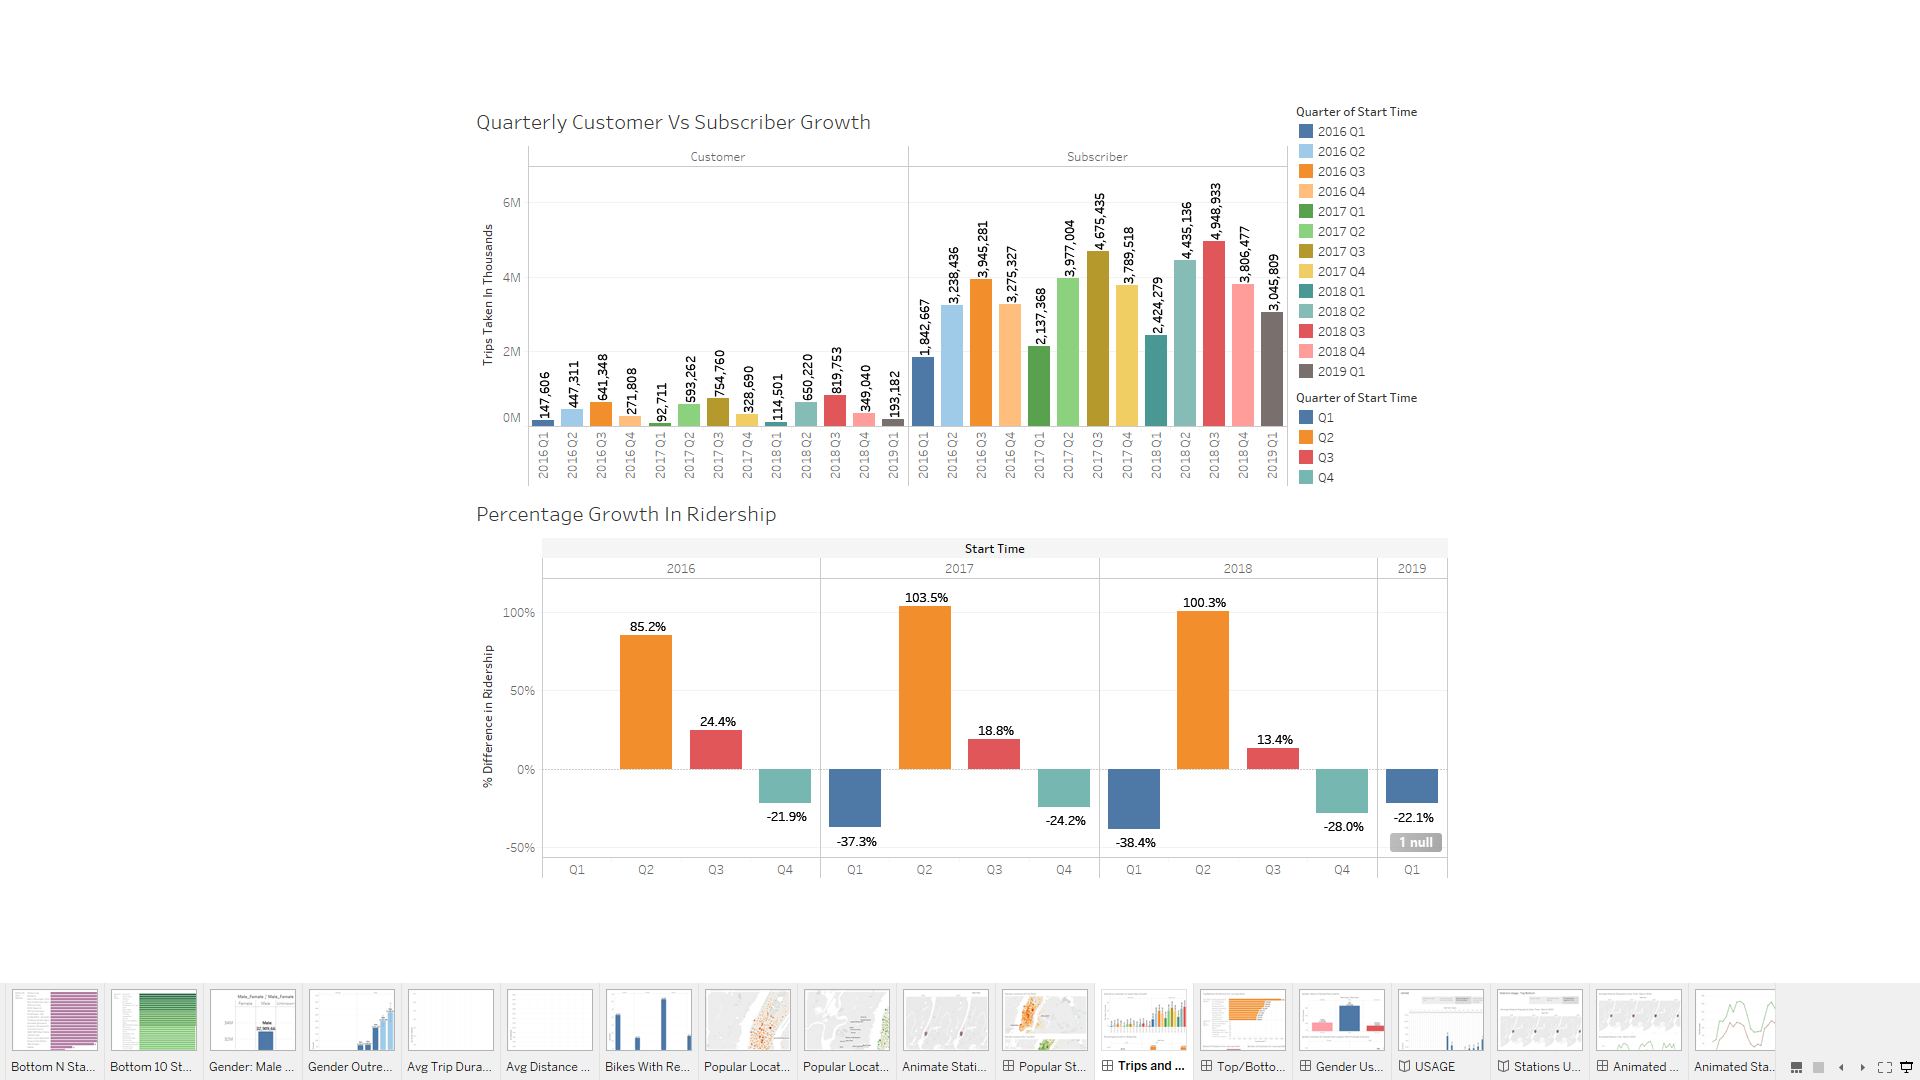 Quarterly Customer Vs Subscriber Growth
Customer
Subscriber
Trips Taken In Thousands
6M
4M
2M
0M
147,606
447,311
641,348
271,808
92,711
593,262
754,760
328,690
114,501
650,220
819,753
349,040
193,182
1,842,667
3,238,436
3,945,281
3,275,327
2,137,368
3,977,004
4,675,435
3,789,518
2,424,279
4,435,136
4,948,933
3,806,477
3,045,809
2016 Q1
2016 Q2
2016 Q3
2016 Q4
2017 Q1
2017 Q2
2017 Q3
2017 Q4
2018 Q1
2018 Q2
2018 Q3
2018 Q4
2019 Q1
2016 Q1
2016 Q2
2016 Q3
2016 Q4
2017 Q1
2017 Q2
2017 Q3
2017 Q4
2018 Q1
2018 Q2
2018 Q3
2018 Q4
2019 Q1
Quarter of Start Time
2016 Q1
2016 Q2
2016 Q3
2016 Q4
2017 Q1
2017 Q2
2017 Q3
2017 Q4
2018 Q1
2018 Q2
2018 Q3
2018 Q4
2019 Q1
Quarter of Start Time
Q1
Q2
Q3
Q4
Percentage Growth In Ridership
Start Time
2016
2017
2018
2019
% Difference in Ridership
100%
50%
0%
-50%
85.2%
24.4%
-21.9%
-37.3%
103.5%
18.8%
-24.2%
-38.4%
100.3%
13.4%
-28.0%
-22.1%
1 null
Q1
Q2
Q3
Q4
Q1
Q2
Q3
Q4
Q1
Q2
Q3
Q4
Q1
Bottom N Sta...
Bottom 10 St...
Gender: Male ...
Gender Outre...
Avg Trip Dura...
Avg Distance ...
Bikes With Re...
Popular Locat...
Popular Locat...
Animate Stati...
Popular St...
Trips and ...
Top/Botto...
Gender Us...
USAGE
Stations U...
Animated ...
Animated Sta...